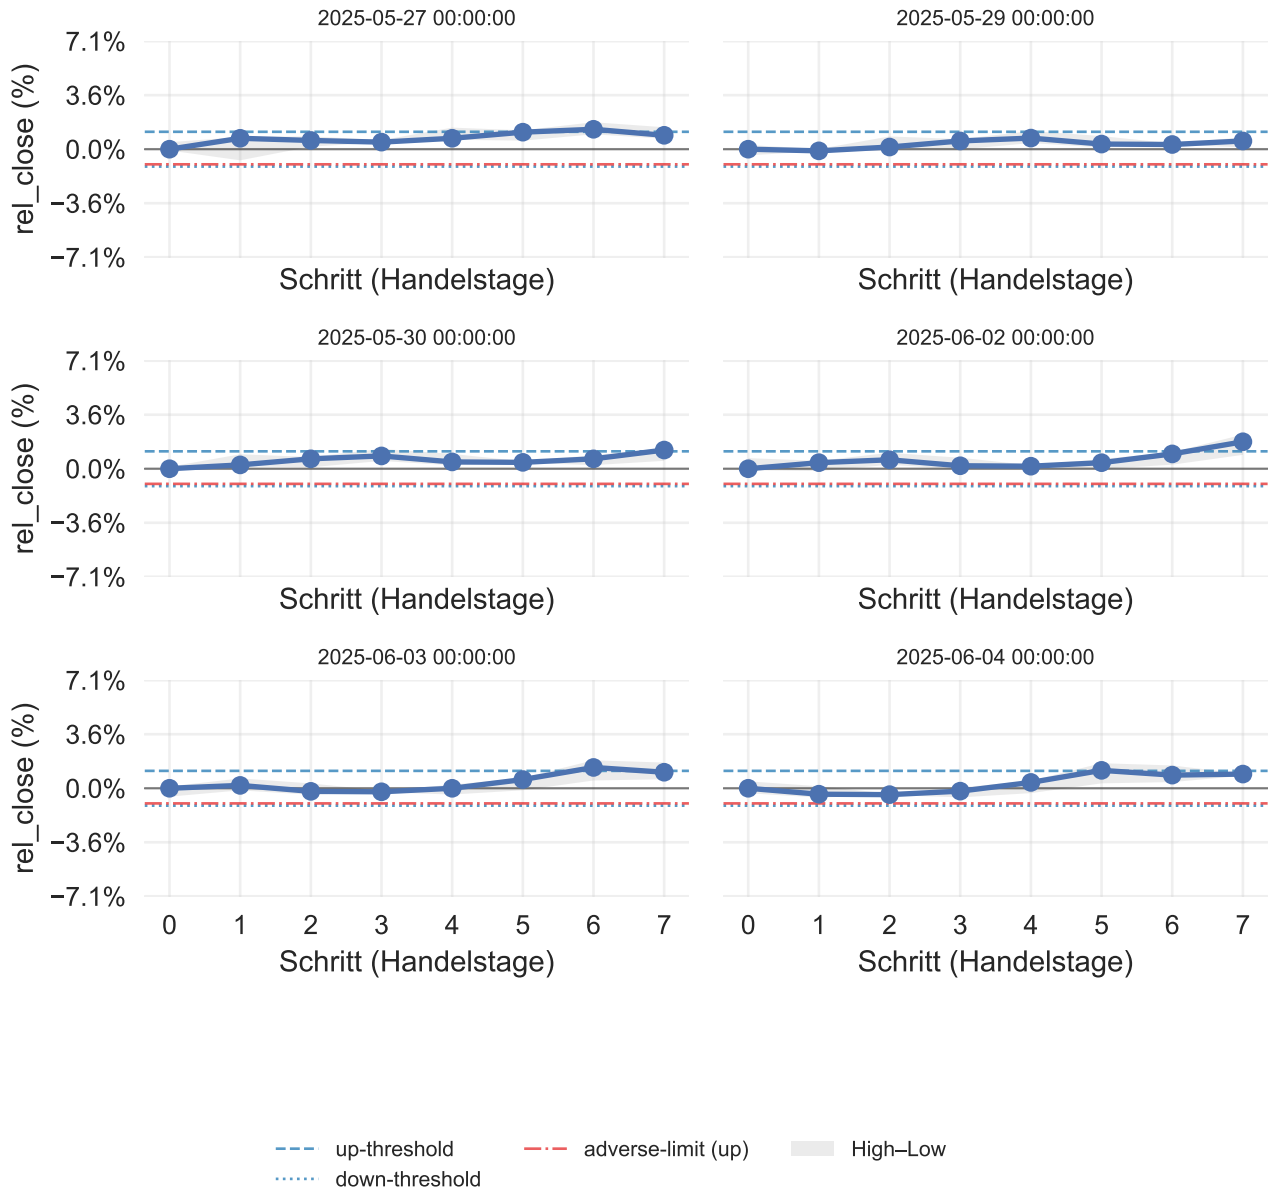 2025-05-27 00:00:00
2025-05-29 00:00:00
7.1%
3.6%
0.0%
−3.6%
−7.1%
rel_close (%)
Schritt (Handelstage)
Schritt (Handelstage)
2025-05-30 00:00:00
2025-06-02 00:00:00
7.1%
3.6%
0.0%
−3.6%
−7.1%
rel_close (%)
Schritt (Handelstage)
Schritt (Handelstage)
2025-06-03 00:00:00
2025-06-04 00:00:00
7.1%
3.6%
0.0%
−3.6%
−7.1%
rel_close (%)
0 1 2 3 4 5 6 7
0 1 2 3 4 5 6 7
Schritt (Handelstage)
Schritt (Handelstage)
up-threshold
down-threshold
adverse-limit (up)
High–Low